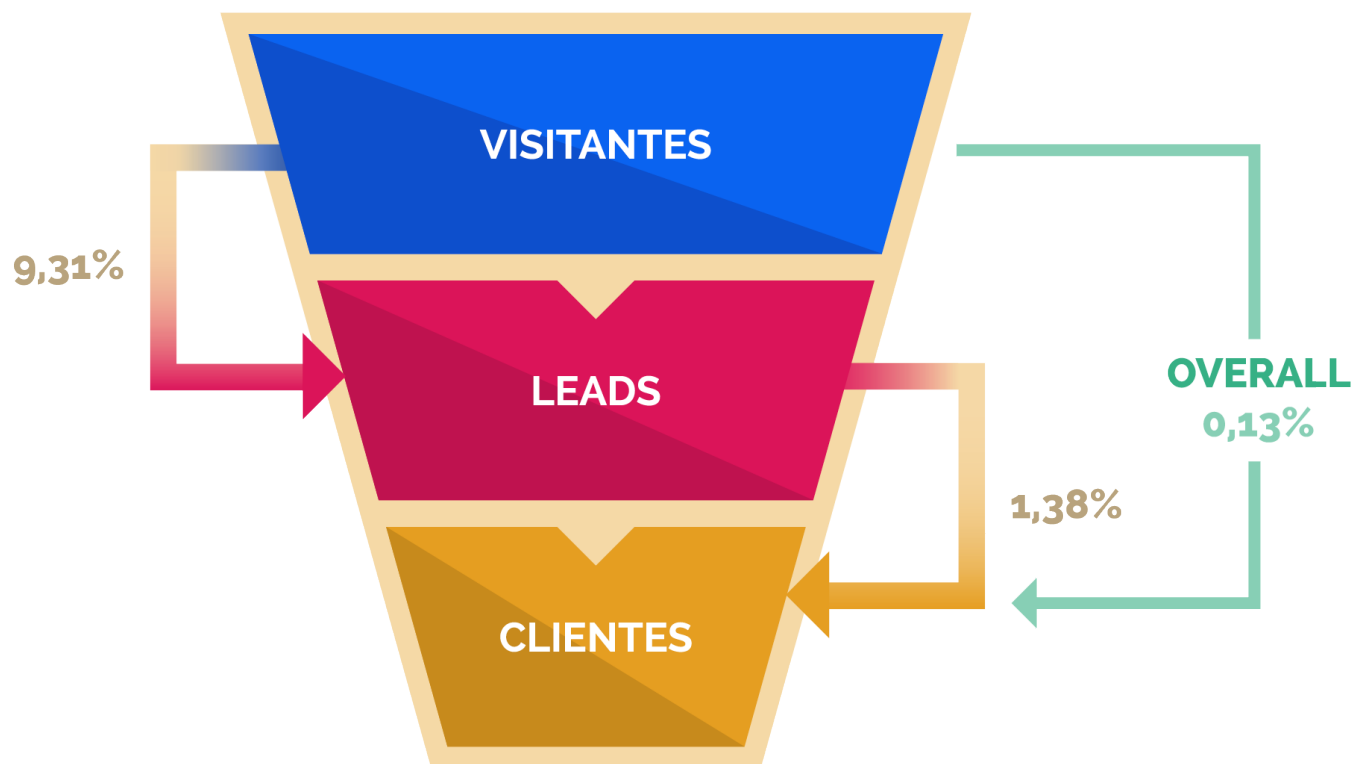 VISITANTES
9,31%
LEADS
OVERALL
0,13%
1,38%
CLIENTES